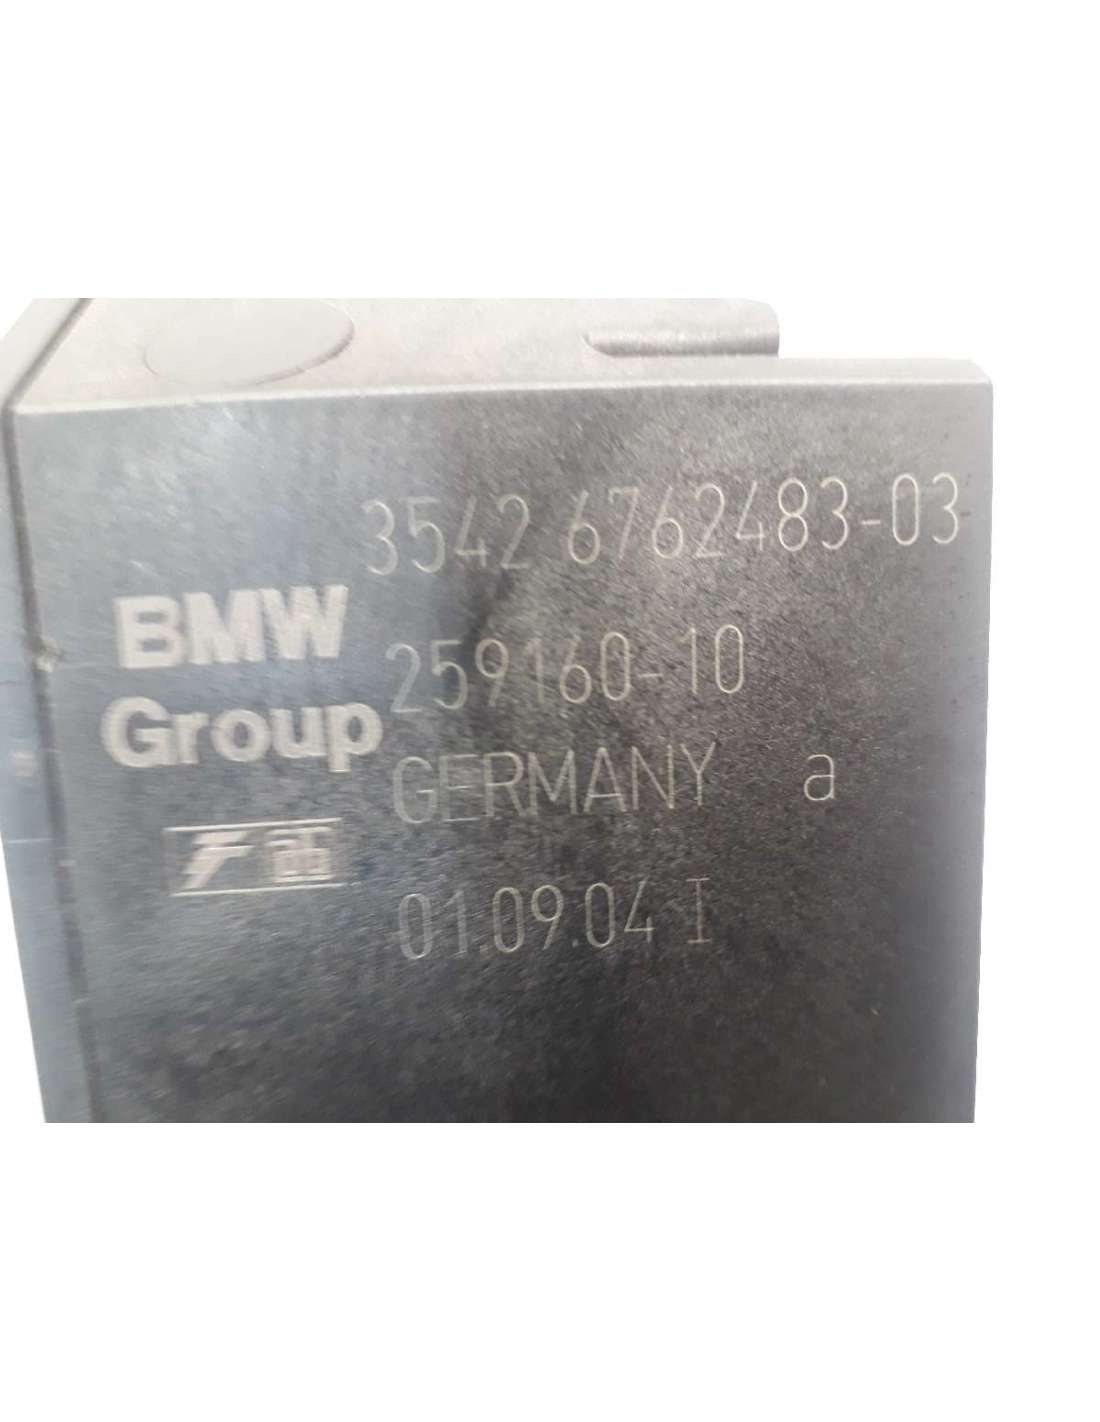 3542 6762483-03
BMW
Group
259160-10
GERMANY a
01.09.04 I